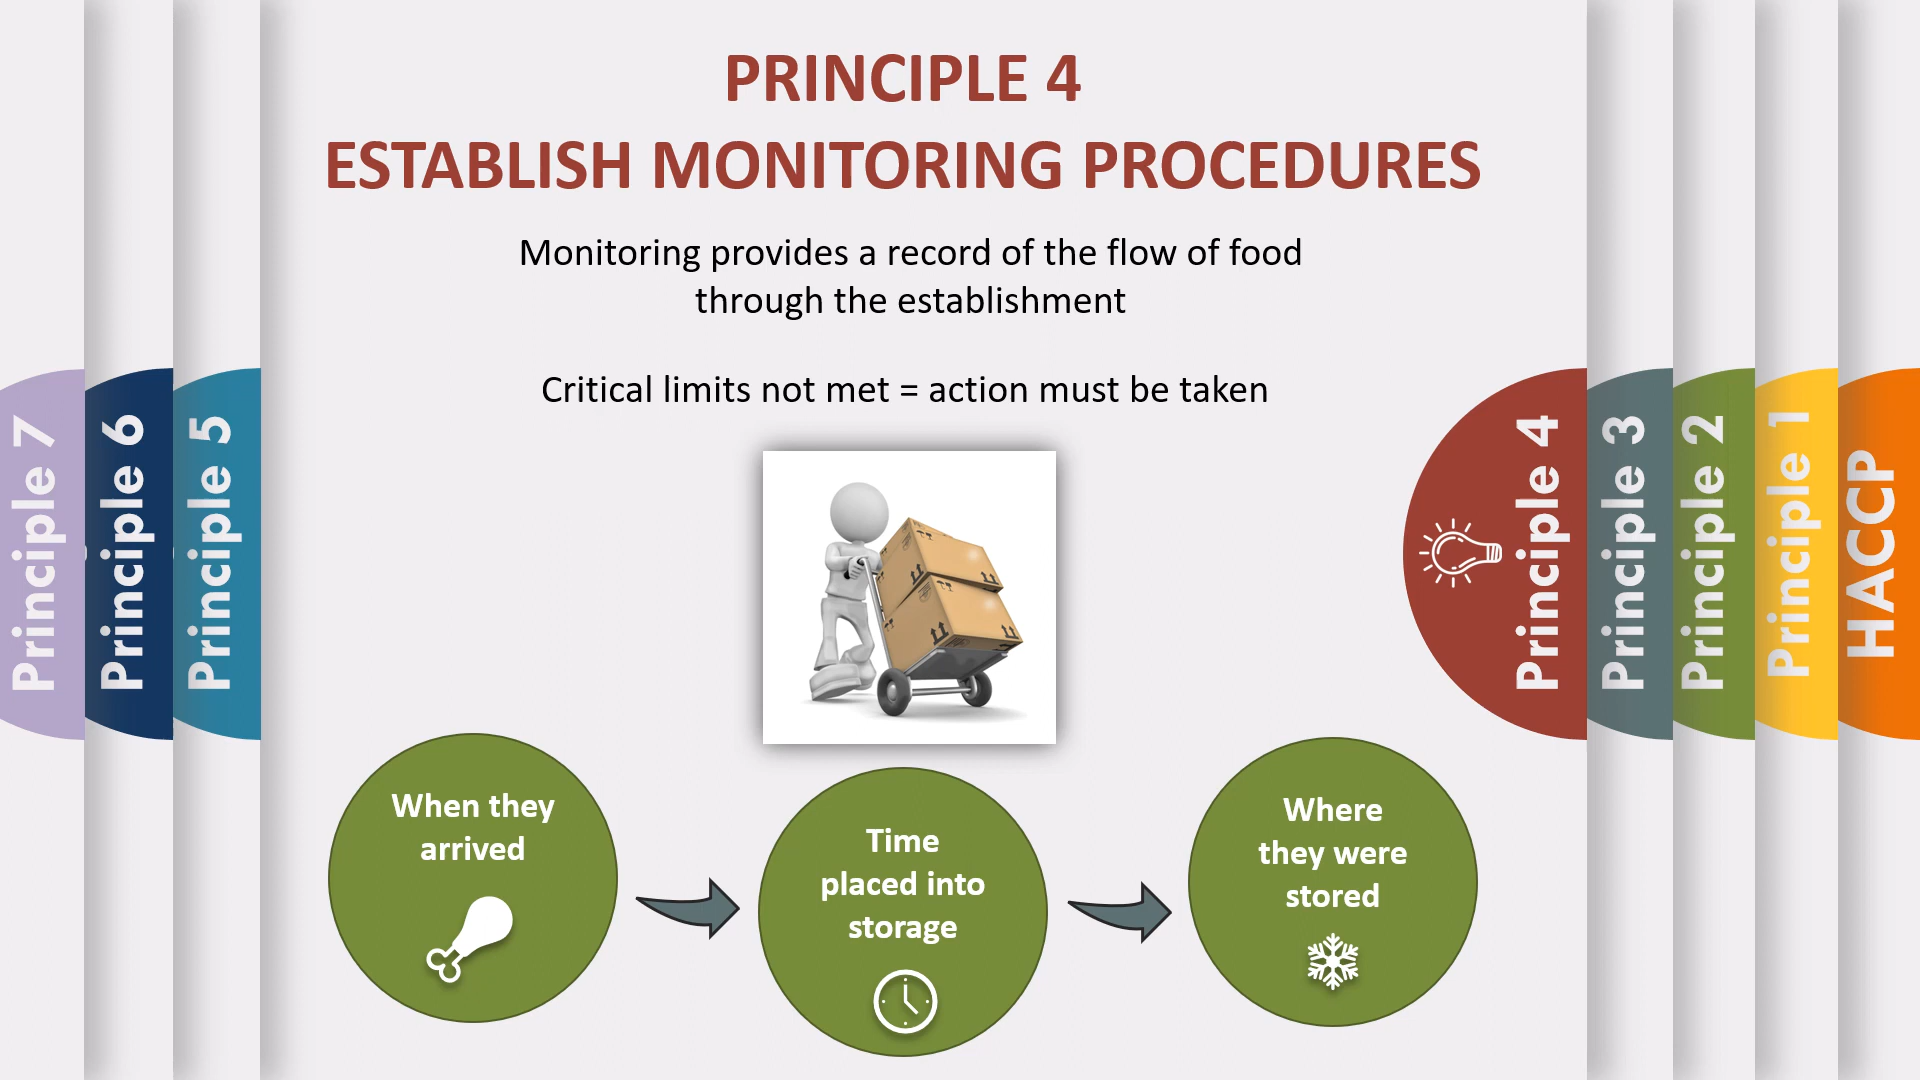 PRINCIPLE 4
ESTABLISH MONITORING PROCEDURES
Monitoring provides a record of the flow of food
through the establishment
Critical limits not met = action must be taken
When they
arrived
Time
placed into
storage
Where
they were
stored
Principle 7
Principle 6
Principle 5
Principle 4
Principle 3
Principle 2
Principle 1
HACCP